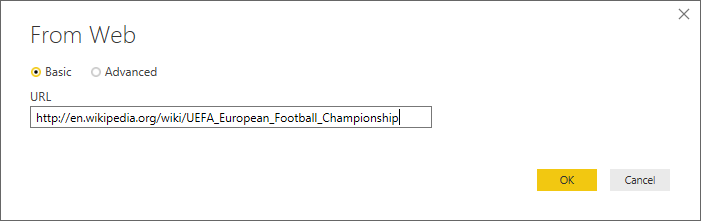 From Web
Basic
Advanced
URL
http://en.wikipedia.org/wiki/UEFA_European_Football_Championship
OK
Cancel